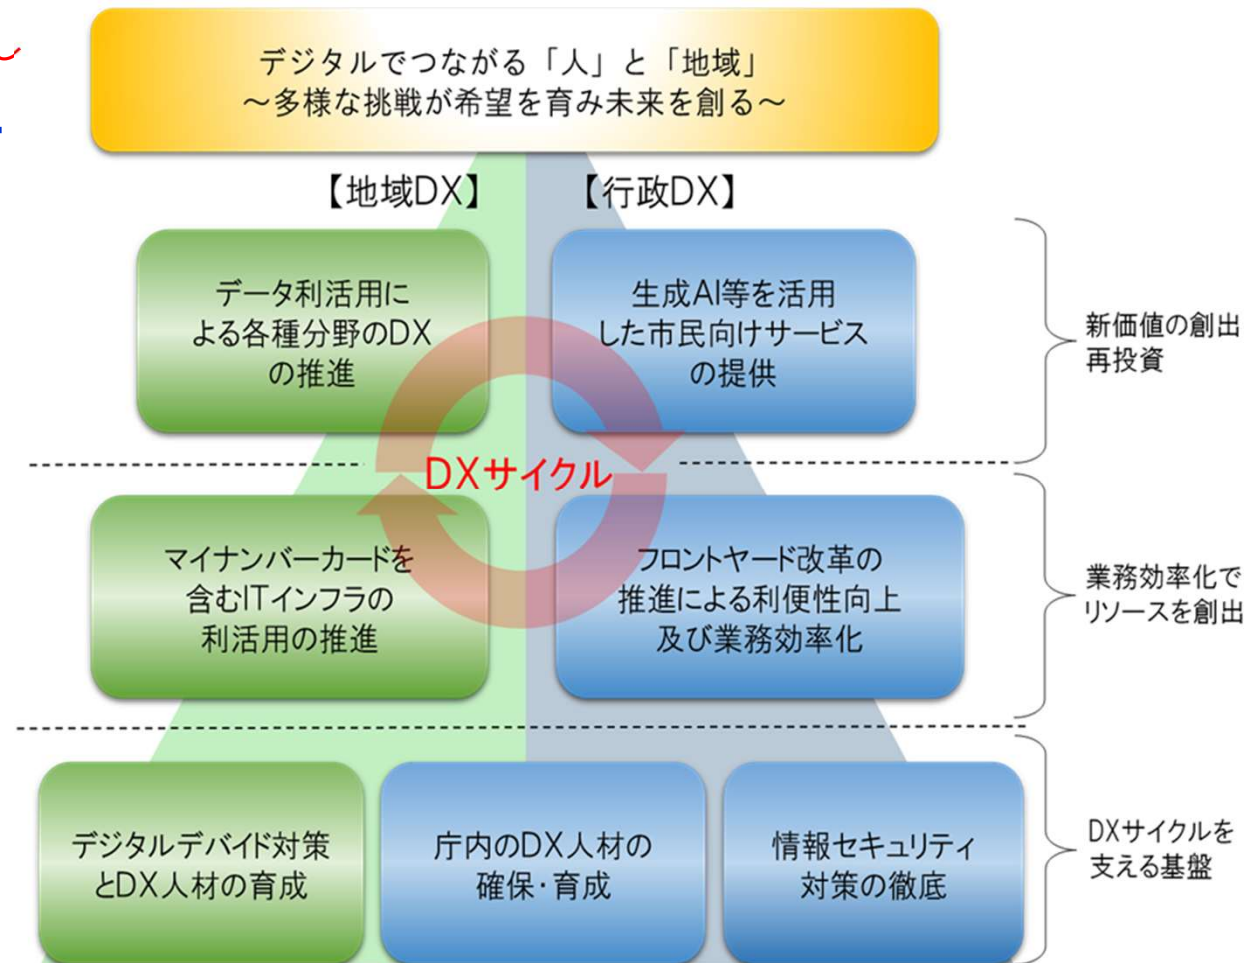 デジタルでつながる「人」と「地域」
～多様な挑戦が希望を育み未来を創る～
【地域DX】
【行政DX】
データ利活用に
よる各種分野のDX
の推進
生成AI等を活用
した市民向けサービス
の提供
新価値の創出
再投資
DXサイクル
マイナンバーカードを
含むITインフラの
利活用の推進
フロントヤード改革の
推進による利便性向上
及び業務効率化
業務効率化で
リソースを創出
デジタルデバイド対策
とDX人材の育成
庁内のDX人材の
確保・育成
情報セキュリティ
対策の徹底
DXサイクルを
支える基盤